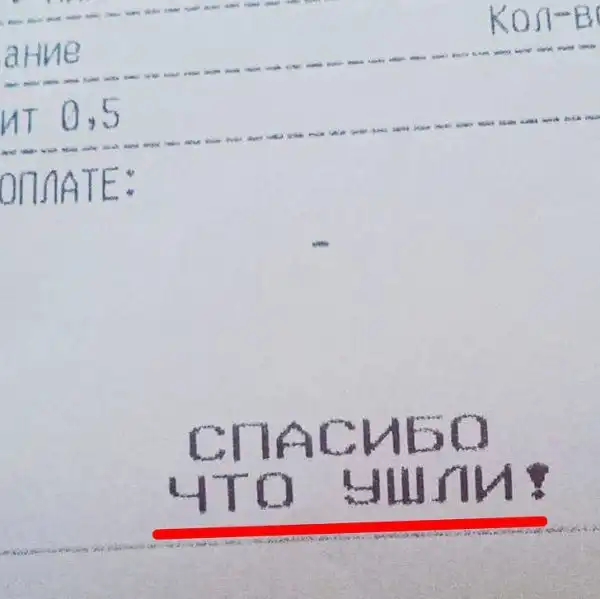 Кол-в
ание
ит 0,5
ОПЛАТЕ:
-
СПАСИБО
ЧТО УШЛИ!